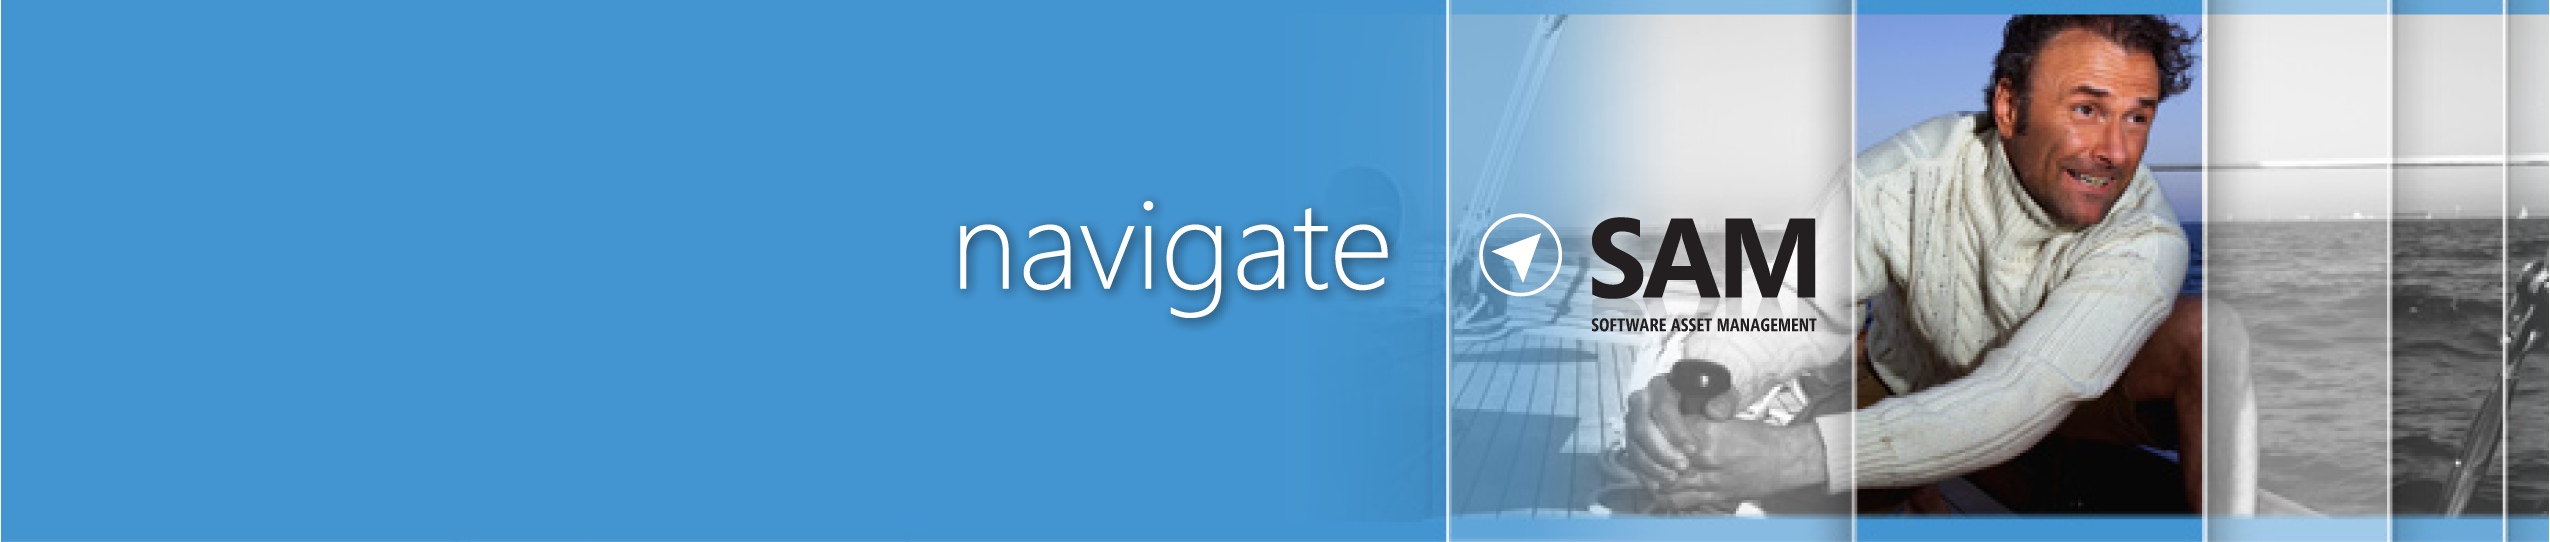 navigate
SAM
SOFTWARE ASSET MANAGEMENT